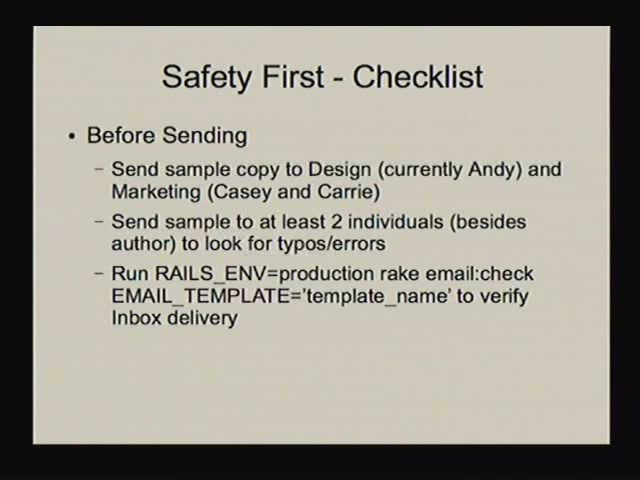 Safety First - Checklist
• Before Sending
– Send sample copy to Design (currently Andy) and
Marketing (Casey and Carrie)
– Send sample to at least 2 individuals (besides
author) to look for typos/errors
– Run RAILS_ENV=production rake email:check
EMAIL_TEMPLATE='template_name' to verify
Inbox delivery